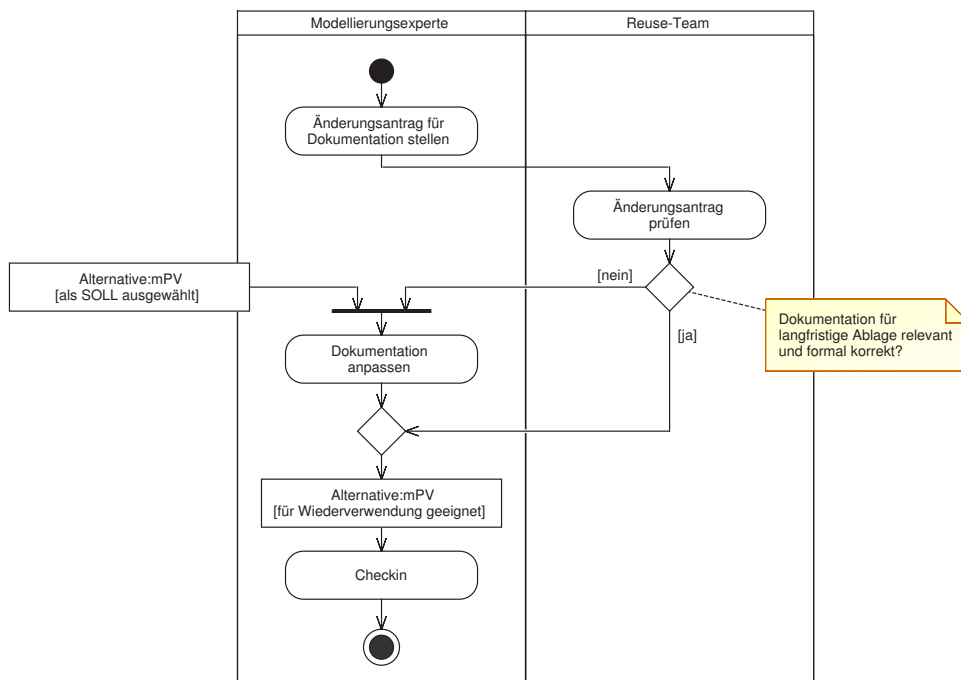 Modellierungsexperte
Reuse-Team
Änderungsantrag für
Dokumentation stellen
Änderungsantrag
prüfen
Alternative:mPV
[als SOLL ausgewählt]
[nein]
Dokumentation für
langfristige Ablage relevant
und formal korrekt?
[ja]
Dokumentation
anpassen
Alternative:mPV
[für Wiederverwendung geeignet]
Checkin